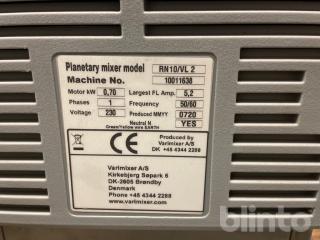 Planetary mixer model RN10/VL 2
Machine No. 10011638
Motor kW 0,70 Largest FL Amp. 5,2
Phases 1 Frequency 50/60
Voltage 230 Produced MMYY 0720
Neutral N YES
Green/Yellow wire EARTH
CE
Produced by
Varimixer A/S
DK +45 4344 2288
Varimixer A/S
Kirkebjerg Søpark 6
DK-2605 Brøndby
Denmark
Phone +45 4344 2288
www.varimixer.com
blinto